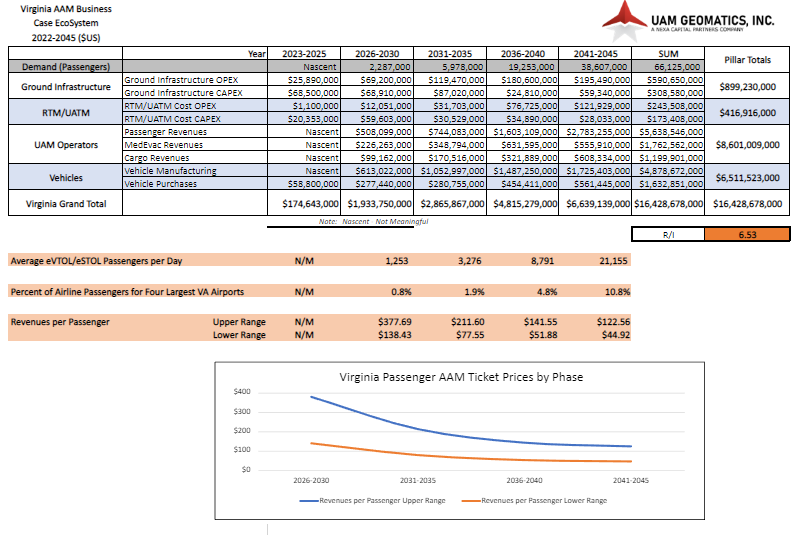 Virginia AAM Business
Case EcoSystem
2022-2045 ($US)
UAM GEOMATICS, INC.
A NEXA CAPITAL PARTNERS COMPANY
Year 2023-2025 2026-2030 2031-2035 2036-2040 2041-2045 SUM Pillar Totals
Demand (Passengers) Nascent 2,287,000 5,978,000 19,253,000 38,607,000 66,125,000
Ground Infrastructure Ground Infrastructure OPEX $25,890,000 $69,200,000 $119,470,000 $180,600,000 $195,490,000 $590,650,000 $899,230,000
Ground Infrastructure CAPEX $68,500,000 $68,910,000 $87,020,000 $24,810,000 $59,340,000 $308,580,000
RTM/UATM RTM/UATM Cost OPEX $1,100,000 $12,051,000 $31,703,000 $76,725,000 $121,929,000 $243,508,000 $416,916,000
RTM/UATM Cost CAPEX $20,353,000 $59,603,000 $30,529,000 $34,890,000 $28,033,000 $173,408,000
UAM Operators Passenger Revenues Nascent $508,099,000 $744,083,000 $1,603,109,000 $2,783,255,000 $5,638,546,000 $8,601,009,000
MedEvac Revenues Nascent $226,263,000 $348,794,000 $631,595,000 $555,910,000 $1,762,562,000
Cargo Revenues Nascent $99,162,000 $170,516,000 $321,889,000 $608,334,000 $1,199,901,000
Vehicles Vehicle Manufacturing Nascent $613,022,000 $1,052,997,000 $1,487,250,000 $1,725,403,000 $4,878,672,000 $6,511,523,000
Vehicle Purchases $58,800,000 $277,440,000 $280,755,000 $454,411,000 $561,445,000 $1,632,851,000
Virginia Grand Total $174,643,000 $1,933,750,000 $2,865,867,000 $4,815,279,000 $6,639,139,000 $16,428,678,000 $16,428,678,000
Note: Nascent - Not Meaningful
R/I 6.53
Average eVTOL/eSTOL Passengers per Day N/M 1,253 3,276 8,791 21,155
Percent of Airline Passengers for Four Largest VA Airports N/M 0.8% 1.9% 4.8% 10.8%
Revenues per Passenger Upper Range N/M $377.69 $211.60 $141.55 $122.56
Lower Range N/M $138.43 $77.55 $51.88 $44.92
Virginia Passenger AAM Ticket Prices by Phase
$400
$300
$200
$100
$0
2026-2030 2031-2035 2036-2040 2041-2045
Revenues per Passenger Upper Range Revenues per Passenger Lower Range